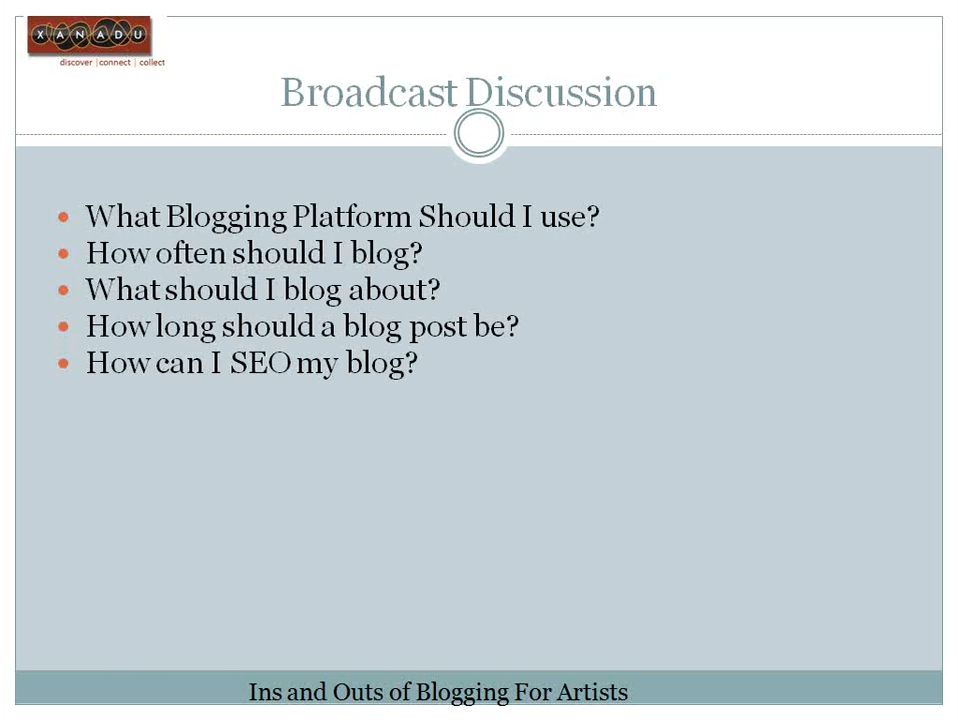 XANADU
discover | connect | collect
Broadcast Discussion
What Blogging Platform Should I use?
How often should I blog?
What should I blog about?
How long should a blog post be?
How can I SEO my blog?
Ins and Outs of Blogging For Artists